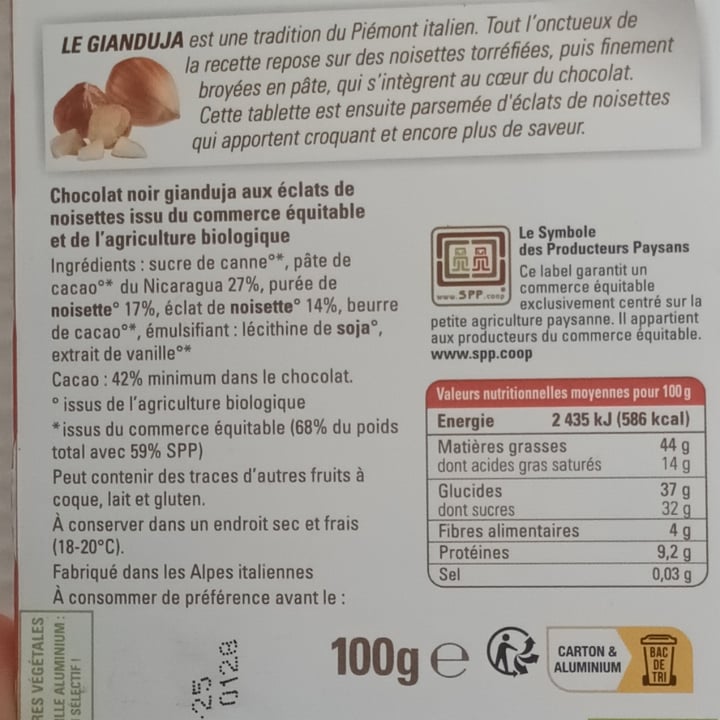 LE GIANDUJA est une tradition du Piémont italien. Tout l'onctueux de
la recette repose sur des noisettes torréfiées, puis finement
broyées en pâte, qui s'intègrent au cœur du chocolat.
Cette tablette est ensuite parsemée d'éclats de noisettes
qui apportent croquant et encore plus de saveur.
Chocolat noir gianduja aux éclats de
noisettes issu du commerce équitable
et de l'agriculture biologique
Ingrédients : sucre de canne°*, pâte de
cacao°* du Nicaragua 27%, purée de
noisette° 17%, éclat de noisette° 14%, beurre
de cacao°*, émulsifiant : lécithine de soja°,
extrait de vanille°*
Cacao : 42% minimum dans le chocolat.
° issus de l'agriculture biologique
*issus du commerce équitable (68% du poids
total avec 59% SPP)
Peut contenir des traces d'autres fruits à
coque, lait et gluten.
À conserver dans un endroit sec et frais
(18-20°C).
Fabriqué dans les Alpes italiennes
À consommer de préférence avant le :
www.SPP.coop
Le Symbole
des Producteurs Paysans
Ce label garantit un
commerce équitable
exclusivement centré sur la
petite agriculture paysanne. Il appartient
aux producteurs du commerce équitable.
www.spp.coop
Valeurs nutritionnelles moyennes pour 100 g
Energie 2 435 kJ (586 kcal)
Matières grasses 44 g
dont acides gras saturés 14 g
Glucides 37 g
dont sucres 32 g
Fibres alimentaires 4 g
Protéines 9,2 g
Sel 0,03 g
RES VÉGÉTALES
ILLE ALUMINIUM :
SÉLECTIF !
25
0128
100g e
CARTON &
ALUMINIUM
BAC
DE
TRI